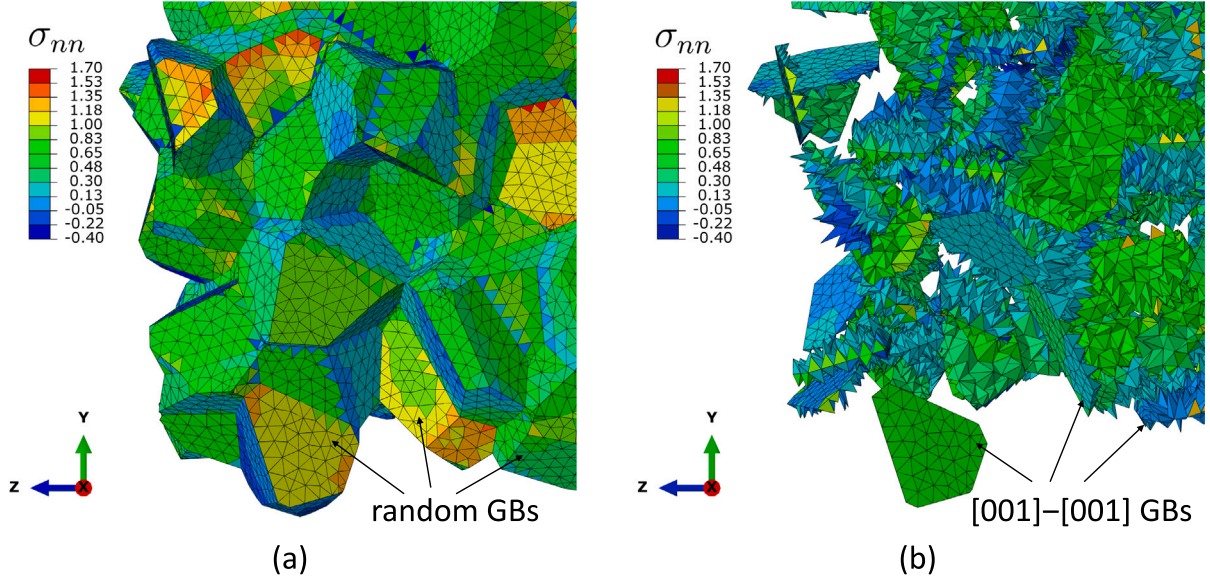 σnn
1.70
1.53
1.35
1.18
1.00
0.83
0.65
0.48
0.30
0.13
-0.05
-0.22
-0.40
Y
Z
X
random GBs
(a)
σnn
1.70
1.53
1.35
1.18
1.00
0.83
0.65
0.48
0.30
0.13
-0.05
-0.22
-0.40
Y
Z
X
[001]–[001] GBs
(b)